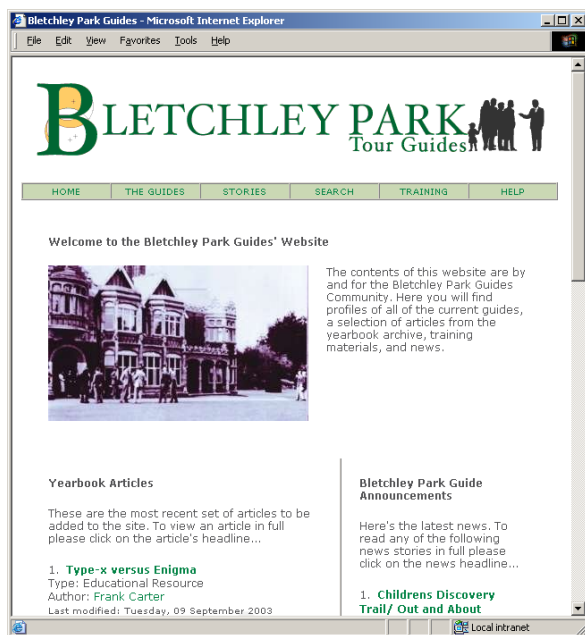 Bletchley Park Guides - Microsoft Internet Explorer
File Edit View Favorites Tools Help
BLETCHLEY PARK
Tour Guides
HOME THE GUIDES STORIES SEARCH TRAINING HELP
Welcome to the Bletchley Park Guides' Website
The contents of this website are by
and for the Bletchley Park Guides
Community. Here you will find
profiles of all of the current guides,
a selection of articles from the
yearbook archive, training
materials, and news.
Yearbook Articles
These are the most recent set of articles to be
added to the site. To view an article in full
please click on the article's headline...
1. Type-x versus Enigma
Type: Educational Resource
Author: Frank Carter
Last modified: Tuesday, 09 September 2003
Bletchley Park Guide
Announcements
Here's the latest news. To
read any of the following
news stories in full please
click on the news headline...
1. Childrens Discovery
Trail/ Out and About
Local intranet